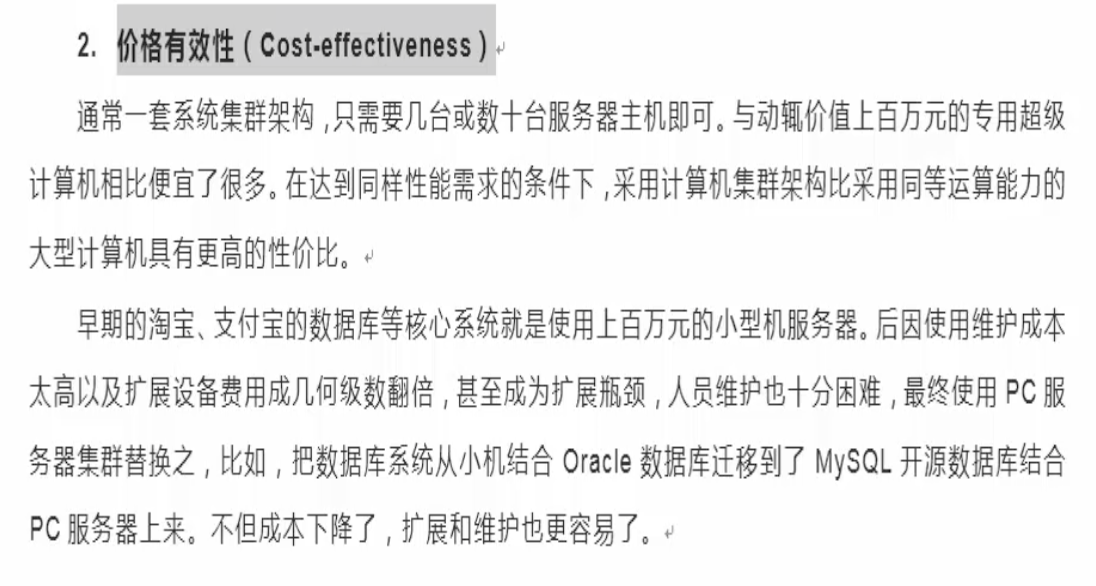 2. 价格有效性（Cost-effectiveness）
通常一套系统集群架构,只需要几台或数十台服务器主机即可。与动辄价值上百万元的专用超级
计算机相比便宜了很多。在达到同样性能需求的条件下,采用计算机集群架构比采用同等运算能力的
大型计算机具有更高的性价比。
早期的淘宝、支付宝的数据库等核心系统就是使用上百万元的小型机服务器。后因使用维护成本
太高以及扩展设备费用成几何级数翻倍,甚至成为扩展瓶颈,人员维护也十分困难,最终使用 PC 服
务器集群替换之,比如,把数据库系统从小机结合 Oracle 数据库迁移到了 MySQL 开源数据库结合
PC 服务器上来。不但成本下降了,扩展和维护也更容易了。